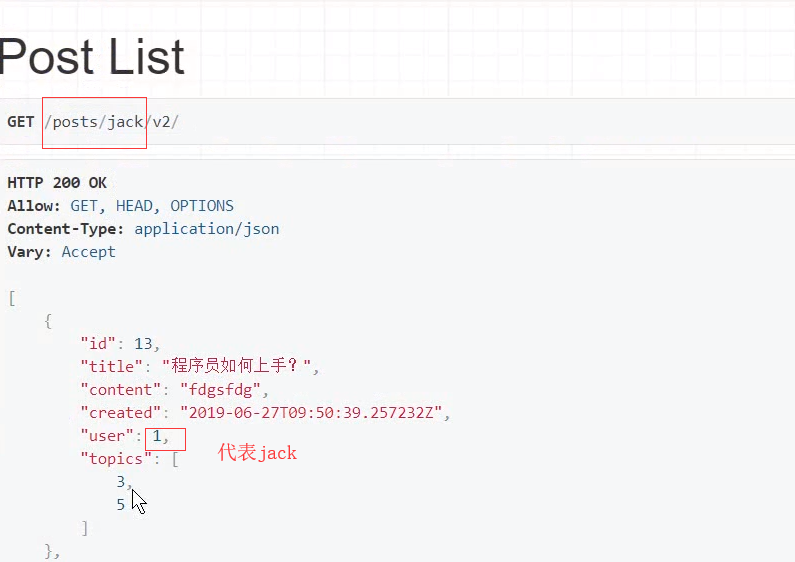 Post List
GET /posts/jack/v2/
HTTP 200 OK
Allow: GET, HEAD, OPTIONS
Content-Type: application/json
Vary: Accept
[
{
"id": 13,
"title": "程序员如何上手？",
"content": "fdgsfdg",
"created": "2019-06-27T09:50:39.257232Z",
"user": 1,
代表jack
"topics": [
3,
5
]
},